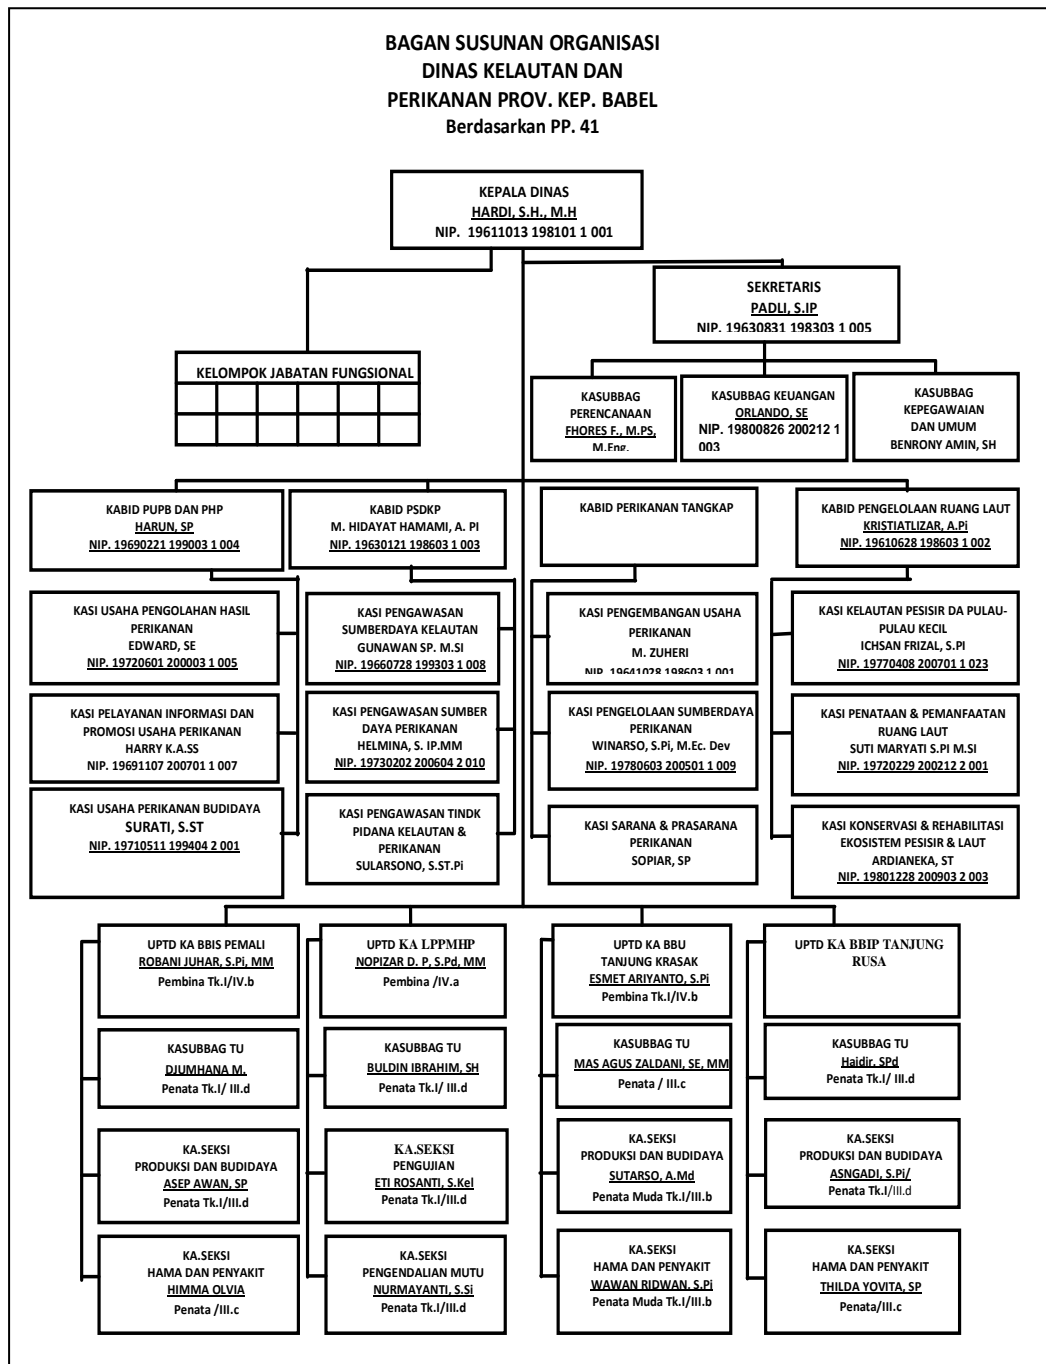 BAGAN SUSUNAN ORGANISASI
DINAS KELAUTAN DAN
PERIKANAN PROV. KEP. BABEL
Berdasarkan PP. 41
KEPALA DINAS
HARDI, S.H., M.H
NIP. 19611013 198101 1 001
SEKRETARIS
PADLI, S.IP
NIP. 19630831 198303 1 005
KELOMPOK JABATAN FUNGSIONAL
KASUBBAG
PERENCANAAN
FHORES F., M.PS,
M.Eng.
KASUBBAG KEUANGAN
ORLANDO, SE
NIP. 19800826 200212 1
003
KASUBBAG
KEPEGAWAIAN
DAN UMUM
BENRONY AMIN, SH
KABID PUPB DAN PHP
HARUN, SP
NIP. 19690221 199003 1 004
KABID PSDKP
M. HIDAYAT HAMAMI, A. PI
NIP. 19630121 198603 1 003
KABID PERIKANAN TANGKAP
KABID PENGELOLAAN RUANG LAUT
KRISTIATLIZAR, A.Pi
NIP. 19610628 198603 1 002
KASI USAHA PENGOLAHAN HASIL
PERIKANAN
EDWARD, SE
NIP. 19720601 200003 1 005
KASI PENGAWASAN
SUMBERDAYA KELAUTAN
GUNAWAN SP. M.SI
NIP. 19660728 199303 1 008
KASI PENGEMBANGAN USAHA
PERIKANAN
M. ZUHERI
NIP. 19641028 198603 1 001
KASI KELAUTAN PESISIR DA PULAU-
PULAU KECIL
ICHSAN FRIZAL, S.PI
NIP. 19770408 200701 1 023
KASI PELAYANAN INFORMASI DAN
PROMOSI USAHA PERIKANAN
HARRY K.A.SS
NIP. 19691107 200701 1 007
KASI PENGAWASAN SUMBER
DAYA PERIKANAN
HELMINA, S. IP.MM
NIP. 19730202 200604 2 010
KASI PENGELOLAAN SUMBERDAYA
PERIKANAN
WINARSO, S.Pi, M.Ec. Dev
NIP. 19780603 200501 1 009
KASI PENATAAN & PEMANFAATAN
RUANG LAUT
SUTI MARYATI S.PI M.SI
NIP. 19720229 200212 2 001
KASI USAHA PERIKANAN BUDIDAYA
SURATI, S.ST
NIP. 19710511 199404 2 001
KASI PENGAWASAN TINDK
PIDANA KELAUTAN &
PERIKANAN
SULARSONO, S.ST.Pi
KASI SARANA & PRASARANA
PERIKANAN
SOPIAR, SP
KASI KONSERVASI & REHABILITASI
EKOSISTEM PESISIR & LAUT
ARDIANEKA, ST
NIP. 19801228 200903 2 003
UPTD KA BBIS PEMALI
ROBANI JUHAR, S.Pi, MM
Pembina Tk.I/IV.b
UPTD KA LPPMHP
NOPIZAR D. P, S.Pd, MM
Pembina /IV.a
UPTD KA BBU
TANJUNG KRASAK
ESMET ARIYANTO, S.Pi
Pembina Tk.I/IV.b
UPTD KA BBIP TANJUNG
RUSA
KASUBBAG TU
DJUMHANA M.
Penata Tk.I/ III.d
KASUBBAG TU
BULDIN IBRAHIM, SH
Penata Tk.I/ III.d
KASUBBAG TU
MAS AGUS ZALDANI, SE, MM
Penata / III.c
KASUBBAG TU
Haidir. SPd
Penata Tk.I/ III.d
KA.SEKSI
PRODUKSI DAN BUDIDAYA
ASEP AWAN, SP
Penata Tk.I/III.d
KA.SEKSI
PENGUJIAN
ETI ROSANTI, S.Kel
Penata Tk.I/III.d
KA.SEKSI
PRODUKSI DAN BUDIDAYA
SUTARSO, A.Md
Penata Muda Tk.I/III.b
KA.SEKSI
PRODUKSI DAN BUDIDAYA
ASNGADI, S.Pi/
Penata Tk.I/III.d
KA.SEKSI
HAMA DAN PENYAKIT
HIMMA OLVIA
Penata /III.c
KA.SEKSI
PENGENDALIAN MUTU
NURMAYANTI, S.Si
Penata Tk.I/III.d
KA.SEKSI
HAMA DAN PENYAKIT
WAWAN RIDWAN, S.Pi
Penata Muda Tk.I/III.b
KA.SEKSI
HAMA DAN PENYAKIT
THILDA YOVITA, SP
Penata/III.c